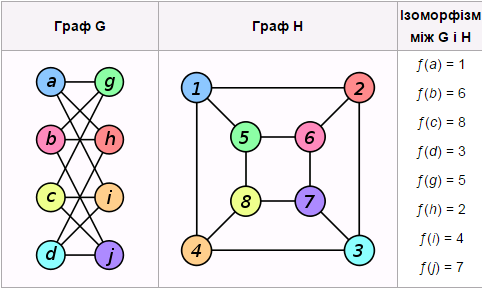 Граф G
Граф H
Ізоморфізм
між G і H
a g
b h
c i
d j
1 2
5 6
8 7
4 3
ƒ(a) = 1
ƒ(b) = 6
ƒ(c) = 8
ƒ(d) = 3
ƒ(g) = 5
ƒ(h) = 2
ƒ(i) = 4
ƒ(j) = 7